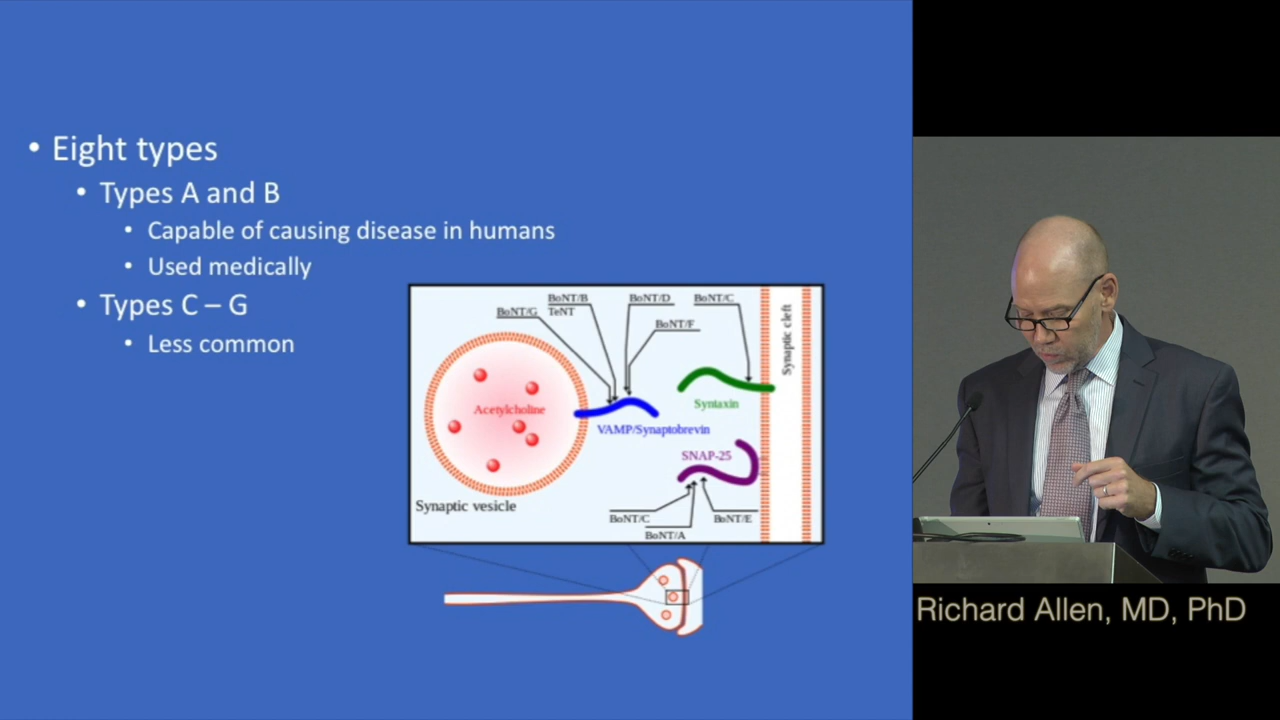 Eight types
Types A and B
Capable of causing disease in humans
Used medically
Types C – G
Less common
BoNT/G
BoNT/B
TeNT
BoNT/D
BoNT/C
BoNT/F
Synaptic cleft
Acetylcholine
Syntaxin
VAMP/Synaptobrevin
SNAP-25
Synaptic vesicle
BoNT/C
BoNT/A
BoNT/E
Richard Allen, MD, PhD